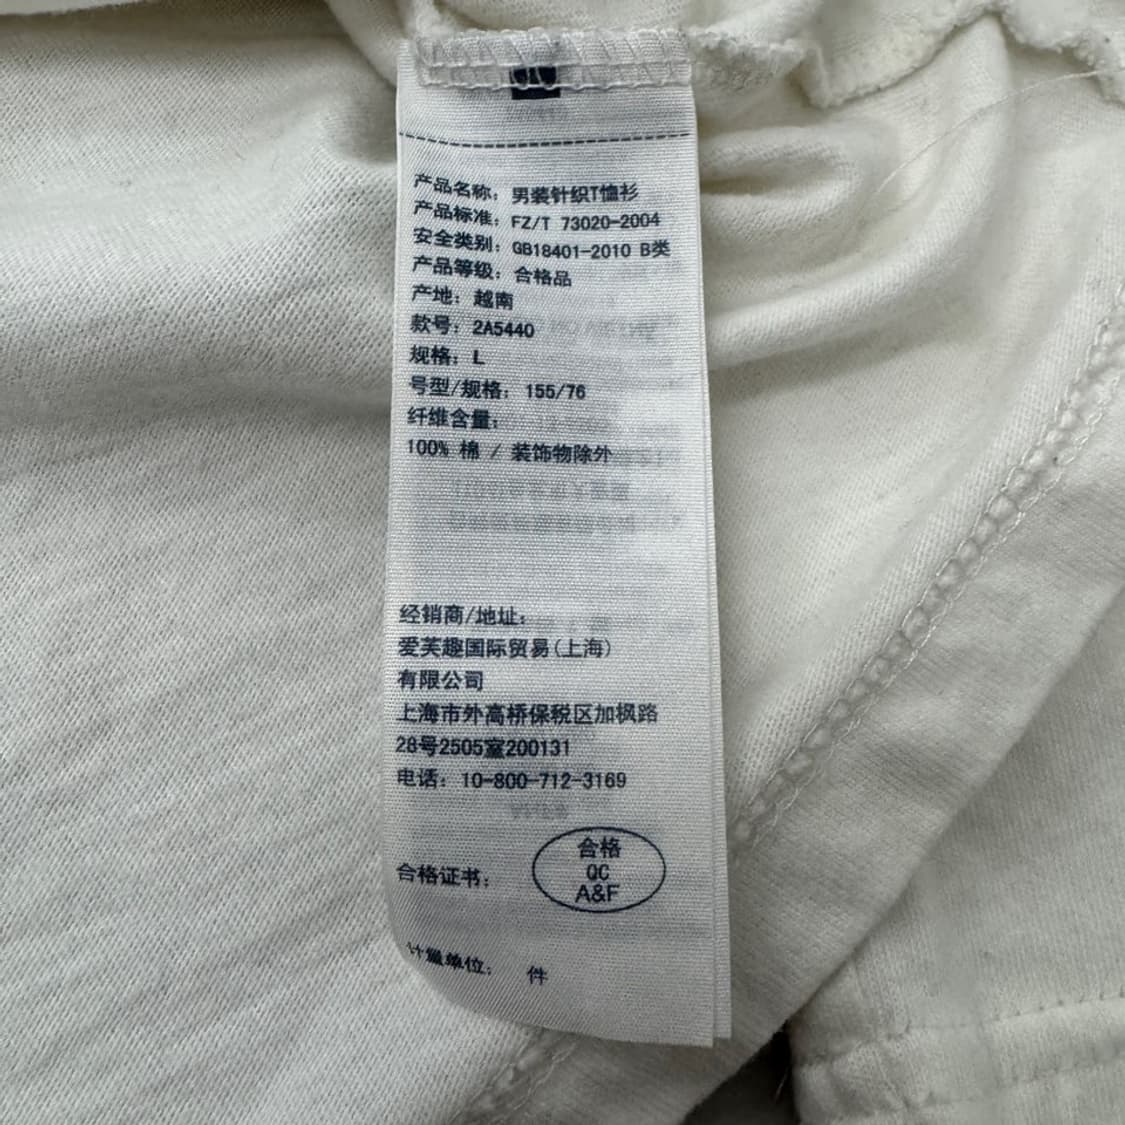 产品名称：男装针织T恤衫
产品标准：FZ/T 73020-2004
安全类别：GB18401-2010 B类
产品等级：合格品
产地：越南
款号：2A5440
规格：L
号型/规格：155/76
纤维含量：
100% 棉 / 装饰物除外
经销商/地址：
爱芙趣国际贸易(上海)
有限公司
上海市外高桥保税区加枫路
28号2505室200131
电话：10-800-712-3169
合格
QC
合格证书：
A&F
计量单位： 件